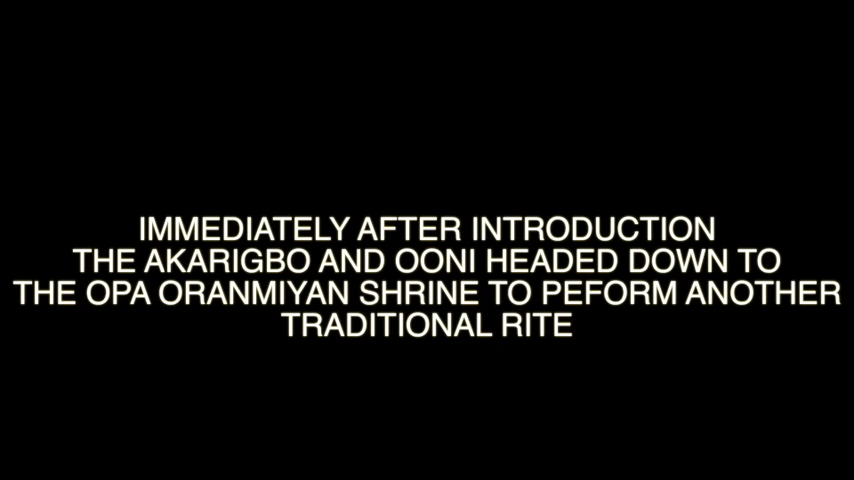 IMMEDIATELY AFTER INTRODUCTION
THE AKARIGBO AND OONI HEADED DOWN TO
THE OPA ORANMIYAN SHRINE TO PEFORM ANOTHER
TRADITIONAL RITE